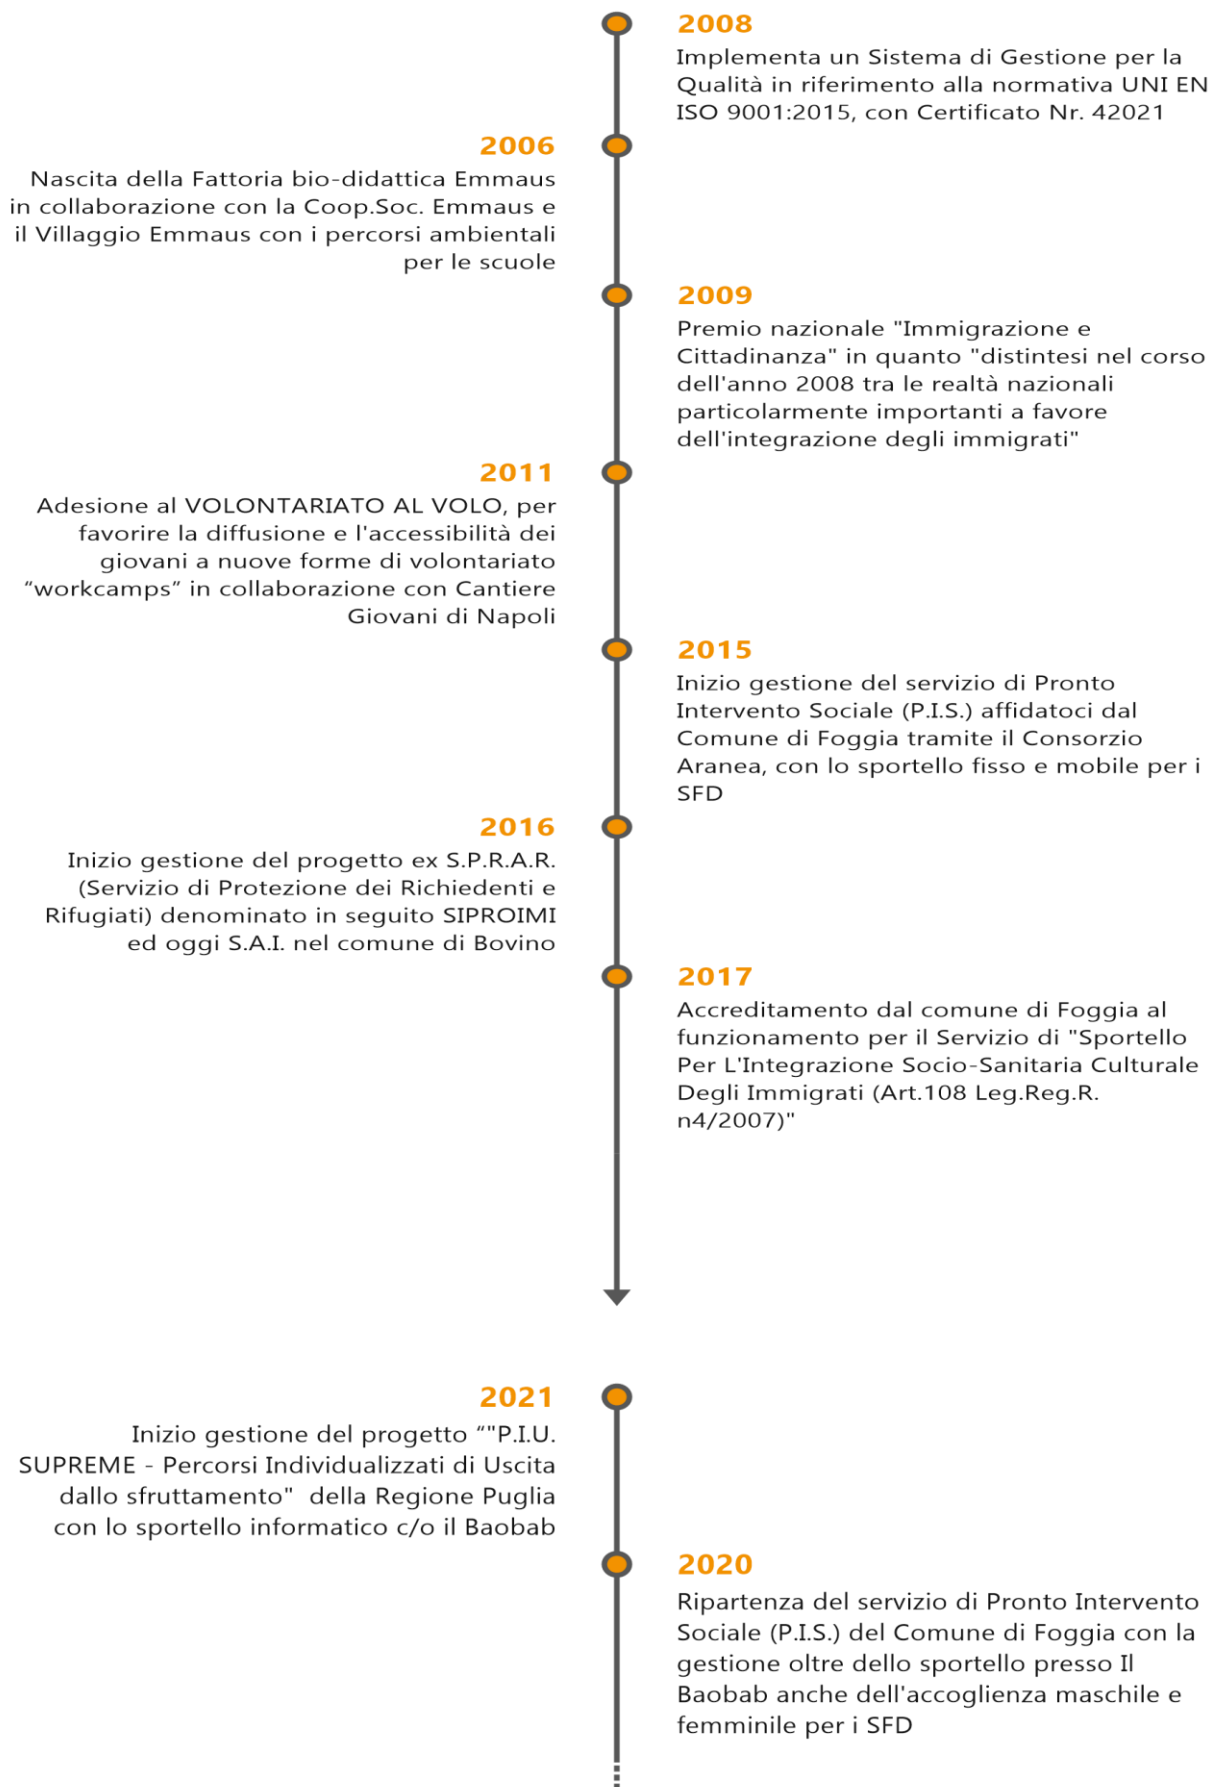 2008
Implementa un Sistema di Gestione per la
Qualità in riferimento alla normativa UNI EN
ISO 9001:2015, con Certificato Nr. 42021
2006
Nascita della Fattoria bio-didattica Emmaus
in collaborazione con la Coop.Soc. Emmaus e
il Villaggio Emmaus con i percorsi ambientali
per le scuole
2009
Premio nazionale "Immigrazione e
Cittadinanza" in quanto "distintesi nel corso
dell'anno 2008 tra le realtà nazionali
particolarmente importanti a favore
dell'integrazione degli immigrati"
2011
Adesione al VOLONTARIATO AL VOLO, per
favorire la diffusione e l'accessibilità dei
giovani a nuove forme di volontariato
“workcamps” in collaborazione con Cantiere
Giovani di Napoli
2015
Inizio gestione del servizio di Pronto
Intervento Sociale (P.I.S.) affidatoci dal
Comune di Foggia tramite il Consorzio
Aranea, con lo sportello fisso e mobile per i
SFD
2016
Inizio gestione del progetto ex S.P.R.A.R.
(Servizio di Protezione dei Richiedenti e
Rifugiati) denominato in seguito SIPROIMI
ed oggi S.A.I. nel comune di Bovino
2017
Accreditamento dal comune di Foggia al
funzionamento per il Servizio di "Sportello
Per L'Integrazione Socio-Sanitaria Culturale
Degli Immigrati (Art.108 Leg.Reg.R.
n4/2007)"
2021
Inizio gestione del progetto “"P.I.U.
SUPREME - Percorsi Individualizzati di Uscita
dallo sfruttamento" della Regione Puglia
con lo sportello informatico c/o il Baobab
2020
Ripartenza del servizio di Pronto Intervento
Sociale (P.I.S.) del Comune di Foggia con la
gestione oltre dello sportello presso Il
Baobab anche dell'accoglienza maschile e
femminile per i SFD